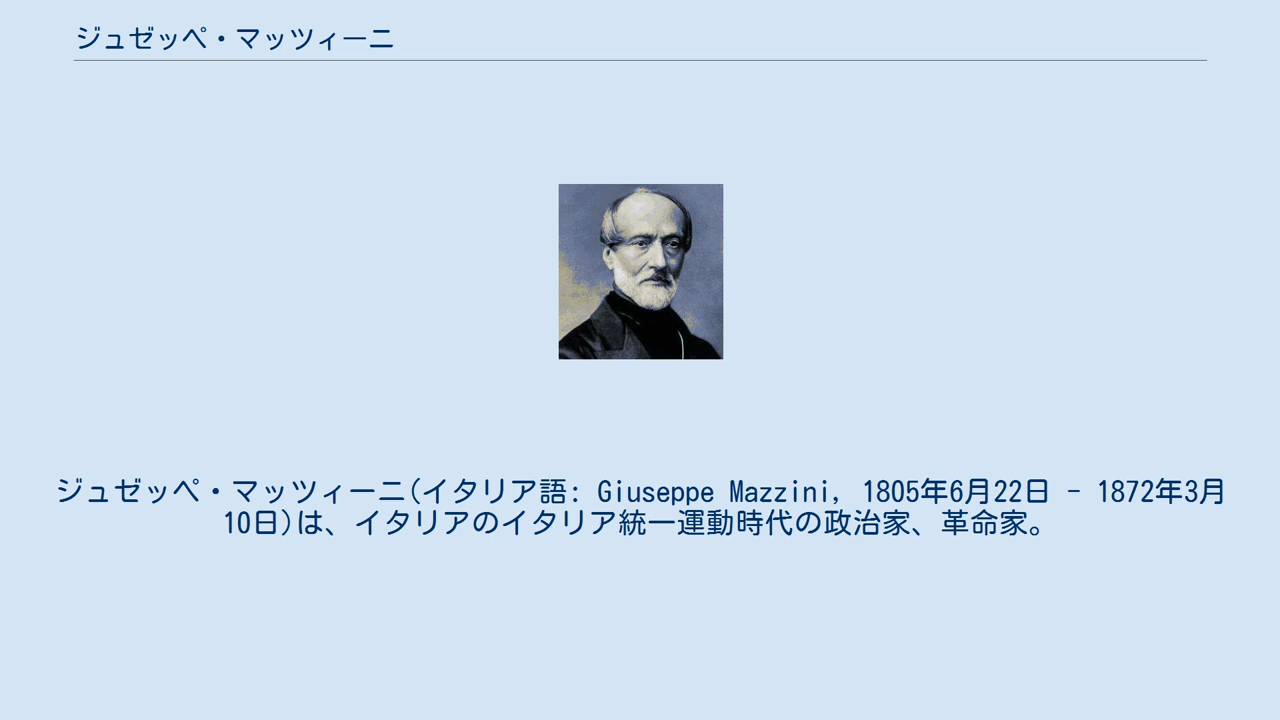 ジュゼッペ・マッツィーニ
ジュゼッペ・マッツィーニ(イタリア語: Giuseppe Mazzini, 1805年6月22日 - 1872年3月
10日)は、イタリアのイタリア統一運動時代の政治家、革命家。